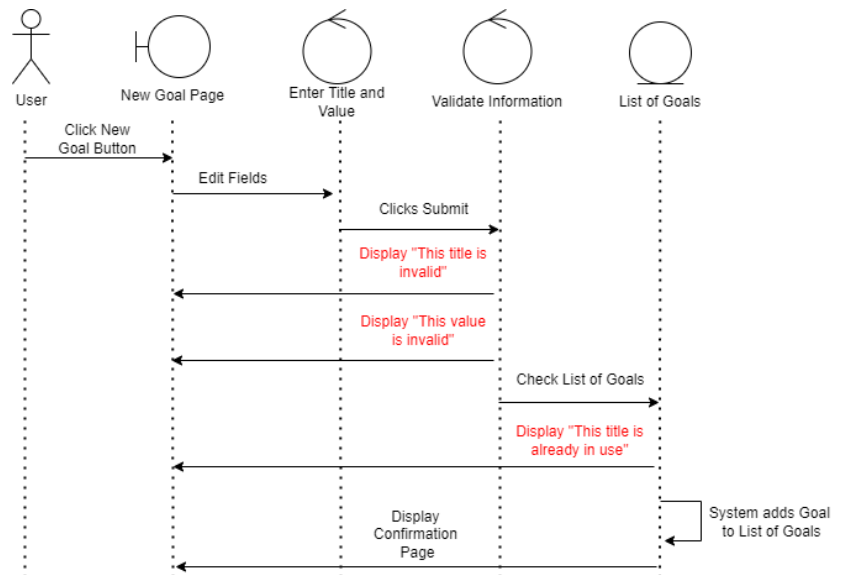 User
New Goal Page
Enter Title and
Value
Validate Information
List of Goals
Click New
Goal Button
Edit Fields
Clicks Submit
Display "This title is
invalid"
Display "This value
is invalid"
Check List of Goals
Display "This title is
already in use"
System adds Goal
to List of Goals
Display
Confirmation
Page